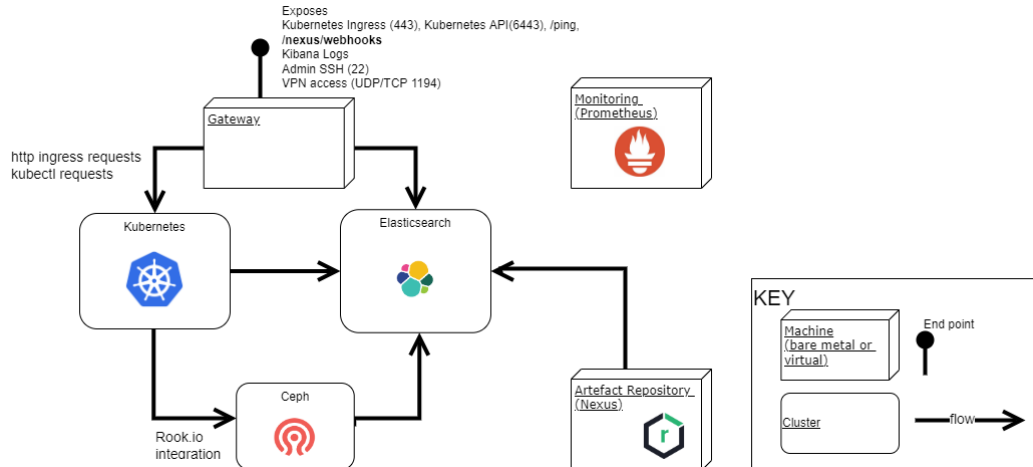 Exposes
Kubernetes Ingress (443), Kubernetes API(6443), /ping,
/nexus/webhooks
Kibana Logs
Admin SSH (22)
VPN access (UDP/TCP 1194)
Gateway
Monitoring
(Prometheus)
http ingress requests
kubectl requests
Kubernetes
Elasticsearch
Ceph
Rook.io
integration
Artefact Repository
(Nexus)
r
KEY
Machine
(bare metal or
virtual)
End point
Cluster
flow